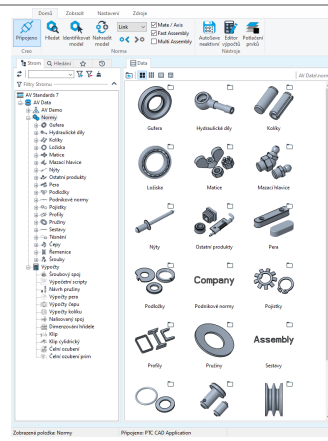 Domů Zobrazit Nastavení Zdroje
Připojeno Hledat Identifikovat model Nahradit model Link Mate / Axis Fast Assembly Multi Assembly AutoSave neaktivní Editor výpočtů Potlačení prvků
Creo Norma Nástroje
Strom Hledání Data
AV Data\norm
Filtry Stromu
AV Standards 7
AV Data
AV Demo
Normy
Gufera
Hydraulické díly
Kolíky
Ložiska
Matice
Mazací hlavice
Nýty
Ostatní produkty
Pera
Podložky
Podnikové normy
Pojistky
Profily
Pružiny
Sestavy
Těsnění
Čepy
Řemenice
Šrouby
Výpočty
Šroubový spoj
Výpočetní scripty
Návrh pružiny
Výpočty pera
Výpočty čepu
Výpočty kolíku
Nalisovaný spoj
Dimenzování hřídele
Klip
Klip cylidrický
Čelní ozubení
Čelní ozubení prim
Gufera Hydraulické díly Kolíky
Ložiska Matice Mazací hlavice
Nýty Ostatní produkty Pera
Company
Podložky Podnikové normy Pojistky
Assembly
Profily Pružiny Sestavy
Zobrazené položka: Normy Připojeno: PTC CAD Application